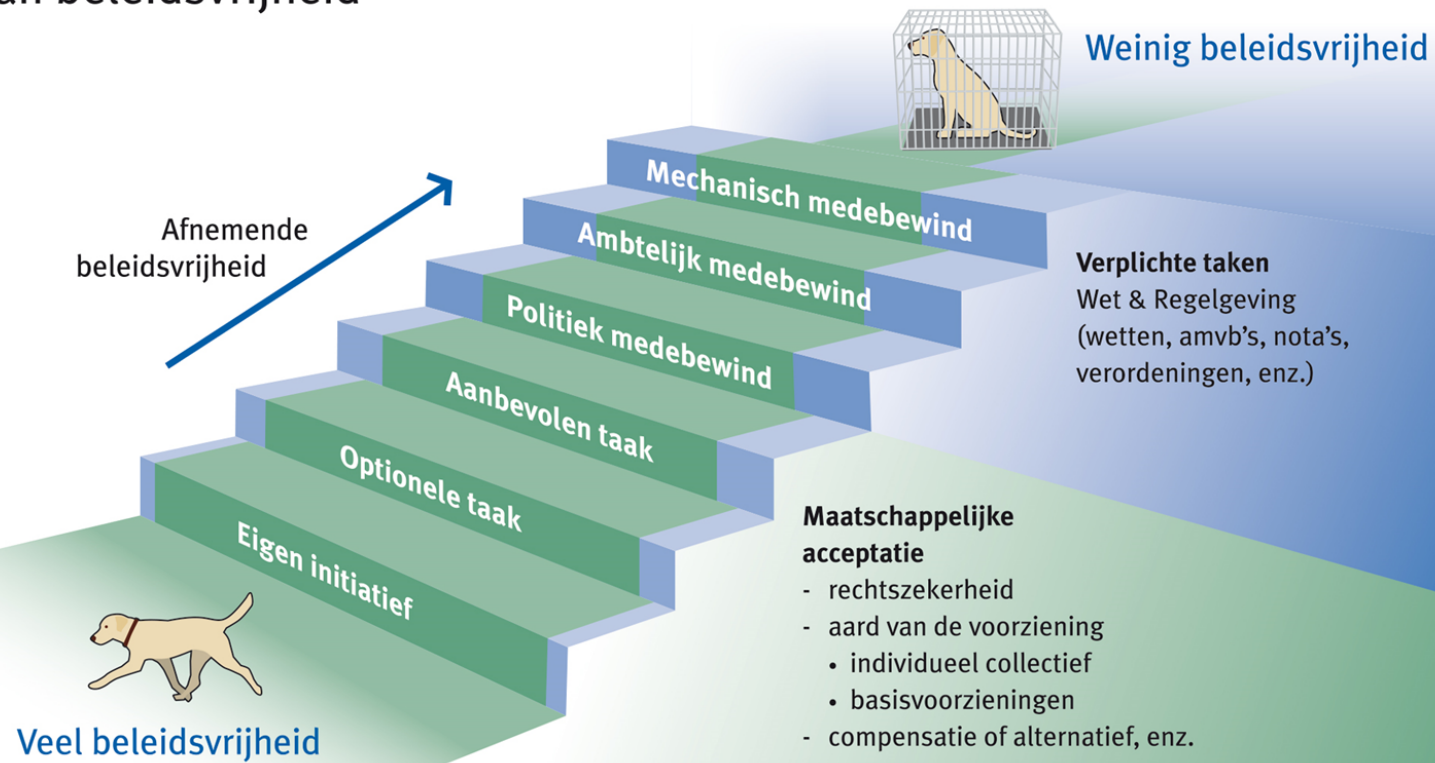 beleidsvrijheid
Weinig beleidsvrijheid
Afnemende
beleidsvrijheid
Mechanisch medebewind
Ambtelijk medebewind
Politiek medebewind
Aanbevolen taak
Optionele taak
Eigen initiatief
Verplichte taken
Wet & Regelgeving
(wetten, amvb's, nota's,
verordeningen, enz.)
Maatschappelijke
acceptatie
- rechtszekerheid
- aard van de voorziening
• individueel collectief
• basisvoorzieningen
- compensatie of alternatief, enz.
Veel beleidsvrijheid